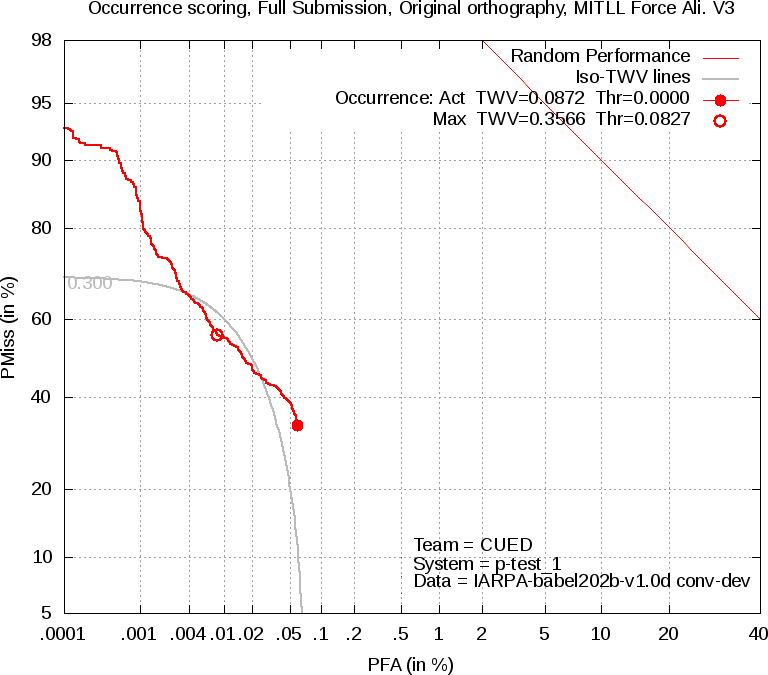 Occurrence scoring, Full Submission, Original orthography, MITLL Force Ali. V3
98
Random Performance
Iso-TWV lines
95
Occurrence: Act TWV=0.0872 Thr=0.0000
Max TWV=0.3566 Thr=0.0827
90
80
0.300
60
40
20
10
5
PMiss (in %)
Team = CUED
System = p-test_1
Data = IARPA-babel202b-v1.0d conv-dev
.0001 .001 .004 .01 .02 .05 .1 .2 .5 1 2 5 10 20 40
PFA (in %)